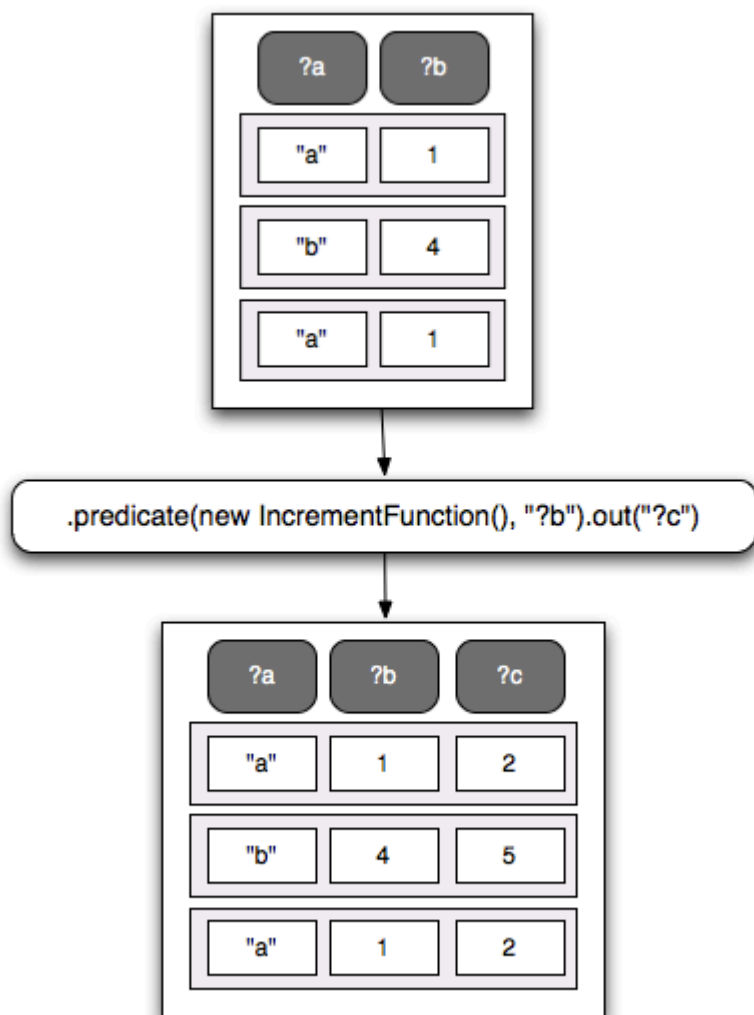 ?a ?b
"a" 1
"b" 4
"a" 1
.predicate(new IncrementFunction(), "?b").out("?c")
?a ?b ?c
"a" 1 2
"b" 4 5
"a" 1 2